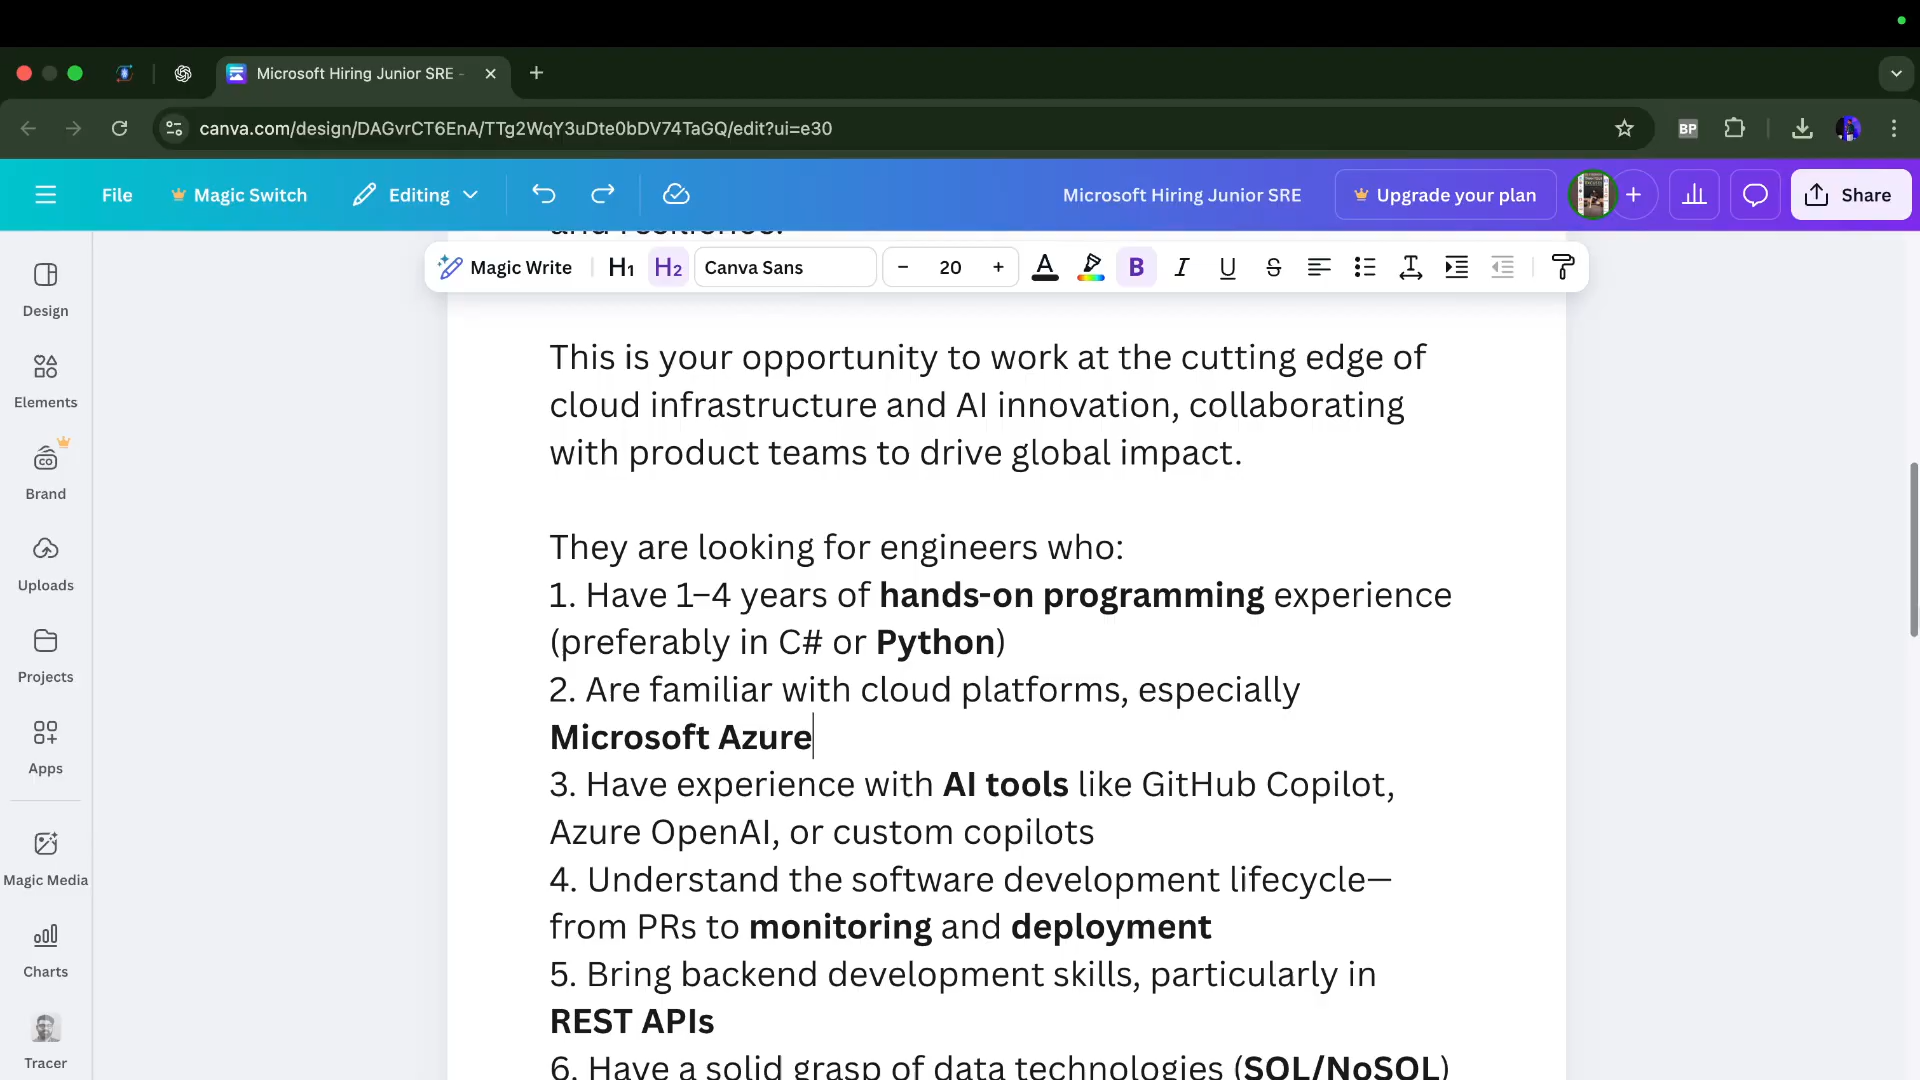 Microsoft Hiring Junior SRE -
canva.com/design/DAGvrCT6EnA/TTg2WqY3uDte0bDV74TaGQ/edit?ui=e30
BP
File
Magic Switch
Editing
Microsoft Hiring Junior SRE
Upgrade your plan
Share
and resilience.
Magic Write
H1
H2
Canva Sans
– 20 +
A
B
I
U
S
T
Design
Elements
CO
Brand
Uploads
Projects
Apps
Magic Media
Charts
Tracer
This is your opportunity to work at the cutting edge of
cloud infrastructure and AI innovation, collaborating
with product teams to drive global impact.
They are looking for engineers who:
1. Have 1–4 years of hands-on programming experience
(preferably in C# or Python)
2. Are familiar with cloud platforms, especially
Microsoft Azure
3. Have experience with AI tools like GitHub Copilot,
Azure OpenAI, or custom copilots
4. Understand the software development lifecycle—
from PRs to monitoring and deployment
5. Bring backend development skills, particularly in
REST APIs
6. Have a solid grasp of data technologies (SQL/NoSQL)